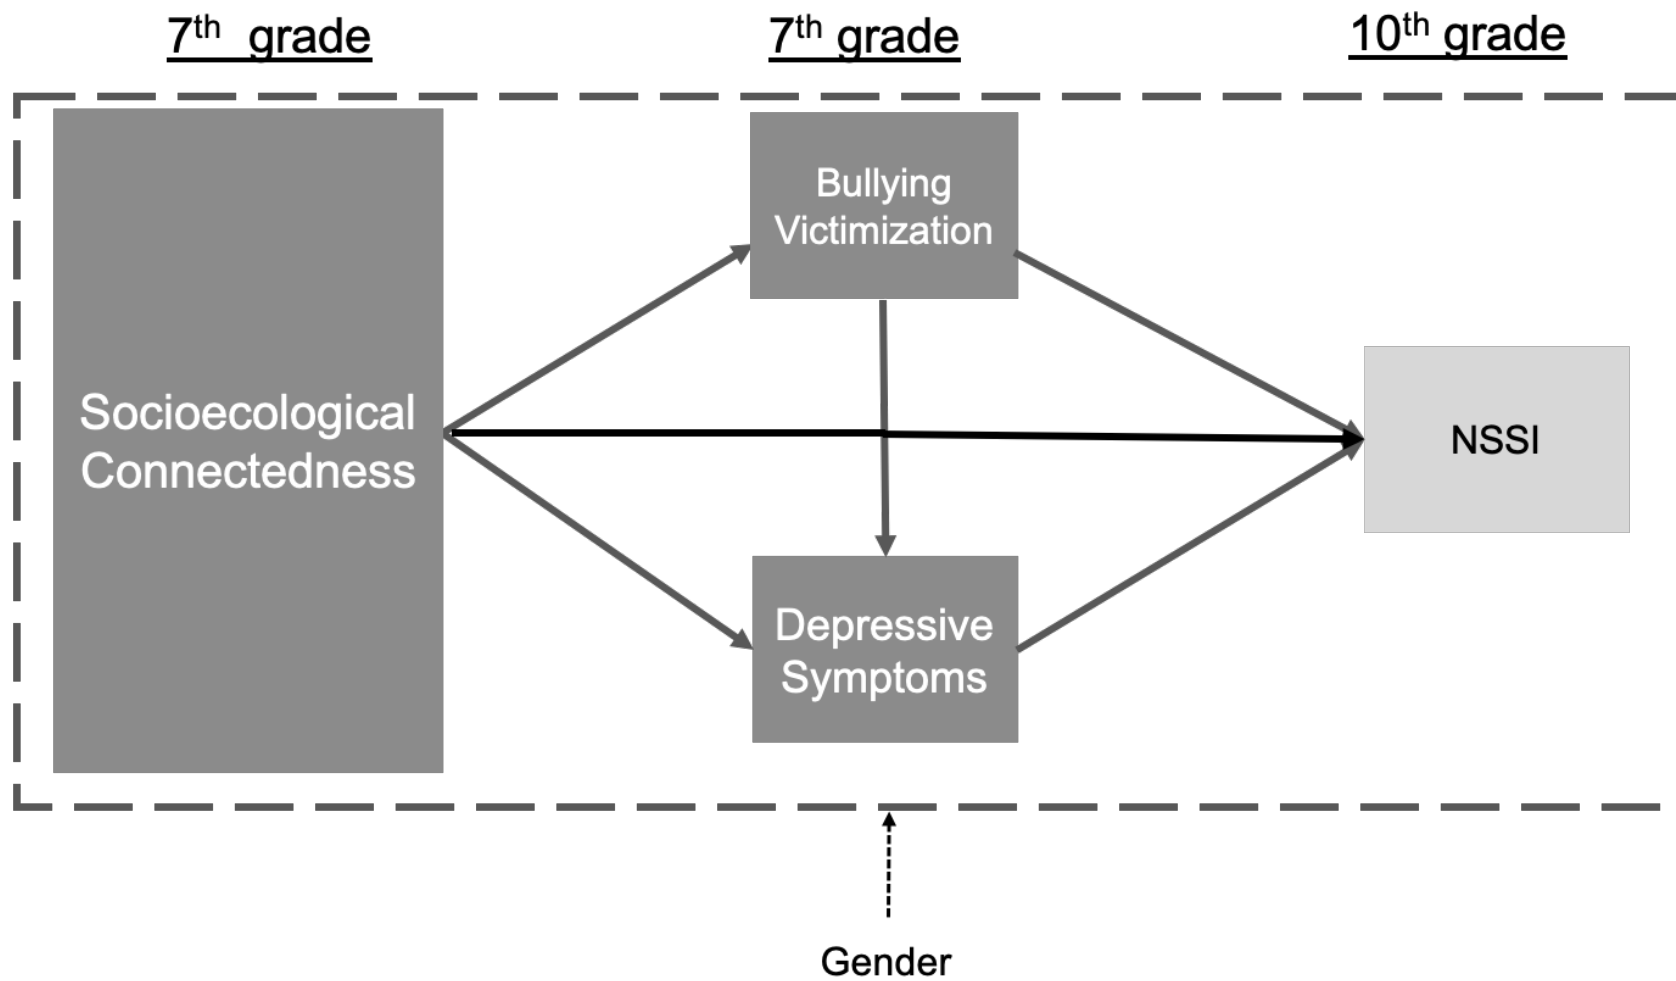 7th grade
7th grade
10th grade
Bullying
Victimization
Socioecological
Connectedness
NSSI
Depressive
Symptoms
Gender